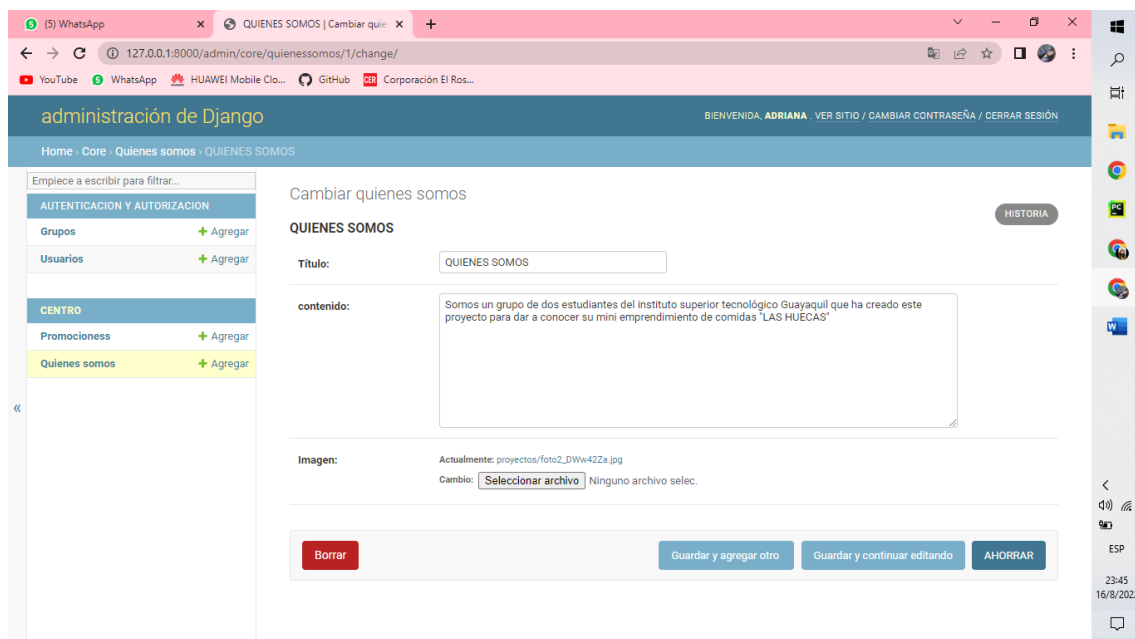 (5) WhatsApp
QUIENES SOMOS | Cambiar quie
127.0.0.1:8000/admin/core/quienessomos/1/change/
YouTube WhatsApp HUAWEI Mobile Clo... GitHub CER Corporación El Ros...
administración de Django
BIENVENIDA, ADRIANA . VER SITIO / CAMBIAR CONTRASEÑA / CERRAR SESIÓN
Home › Core › Quienes somos › QUIENES SOMOS
Empiece a escribir para filtrar...
AUTENTICACION Y AUTORIZACION
Grupos + Agregar
Usuarios + Agregar
CENTRO
Promocioness + Agregar
Quienes somos + Agregar
«
Cambiar quienes somos
HISTORIA
QUIENES SOMOS
Título: QUIENES SOMOS
contenido: Somos un grupo de dos estudiantes del instituto superior tecnológico Guayaquil que ha creado este
proyecto para dar a conocer su mini emprendimiento de comidas "LAS HUECAS"
Imagen: Actualmente: proyectos/foto2_DWw42Za.jpg
Cambio: Seleccionar archivo Ninguno archivo selec.
Borrar Guardar y agregar otro Guardar y continuar editando AHORRAR
PC
W
ESP
23:45
16/8/202